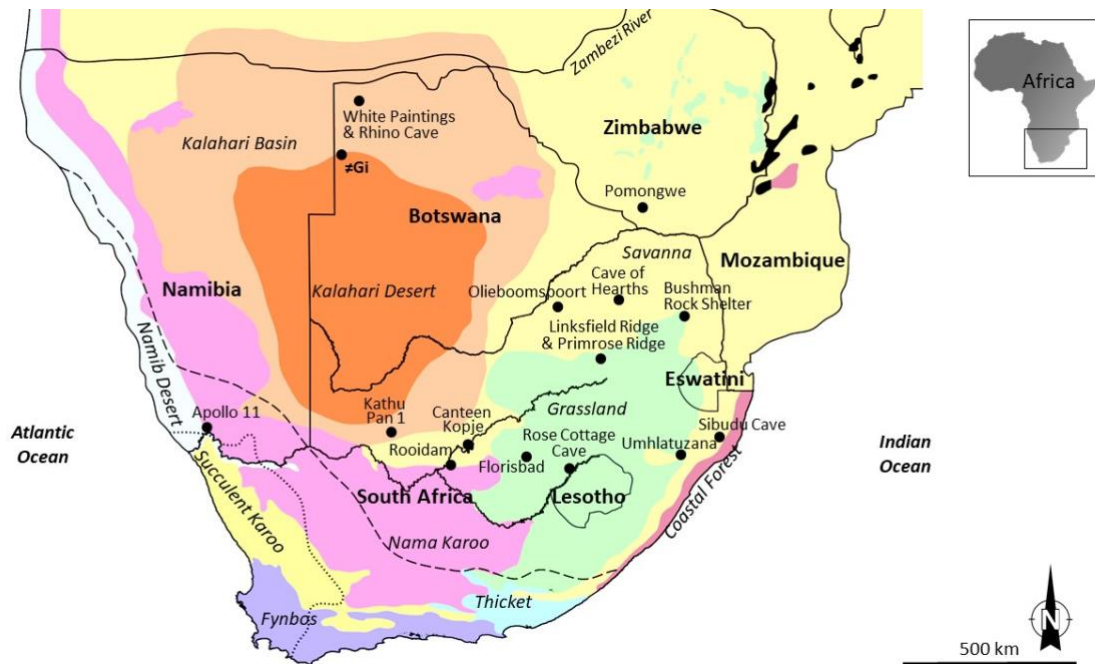 Zambezi River
Africa
White Paintings
& Rhino Cave
Zimbabwe
Kalahari Basin
≠Gi
Pomongwe
Botswana
Savanna
Mozambique
Namibia
Kalahari Desert
Olieboomspoort
Cave of
Hearths
Bushman
Rock Shelter
Linksfield Ridge
& Primrose Ridge
Namib Desert
Eswatini
Apollo 11
Kathu
Pan 1
Canteen
Kopje
Grassland
Sibudu Cave
Atlantic
Ocean
Rooidam
Rose Cottage
Cave
Umhlatuzana
Indian
Ocean
Florisbad
Succulent Karoo
South Africa
Lesotho
Coastal Forest
Nama Karoo
Thicket
Fynbos
N
500 km